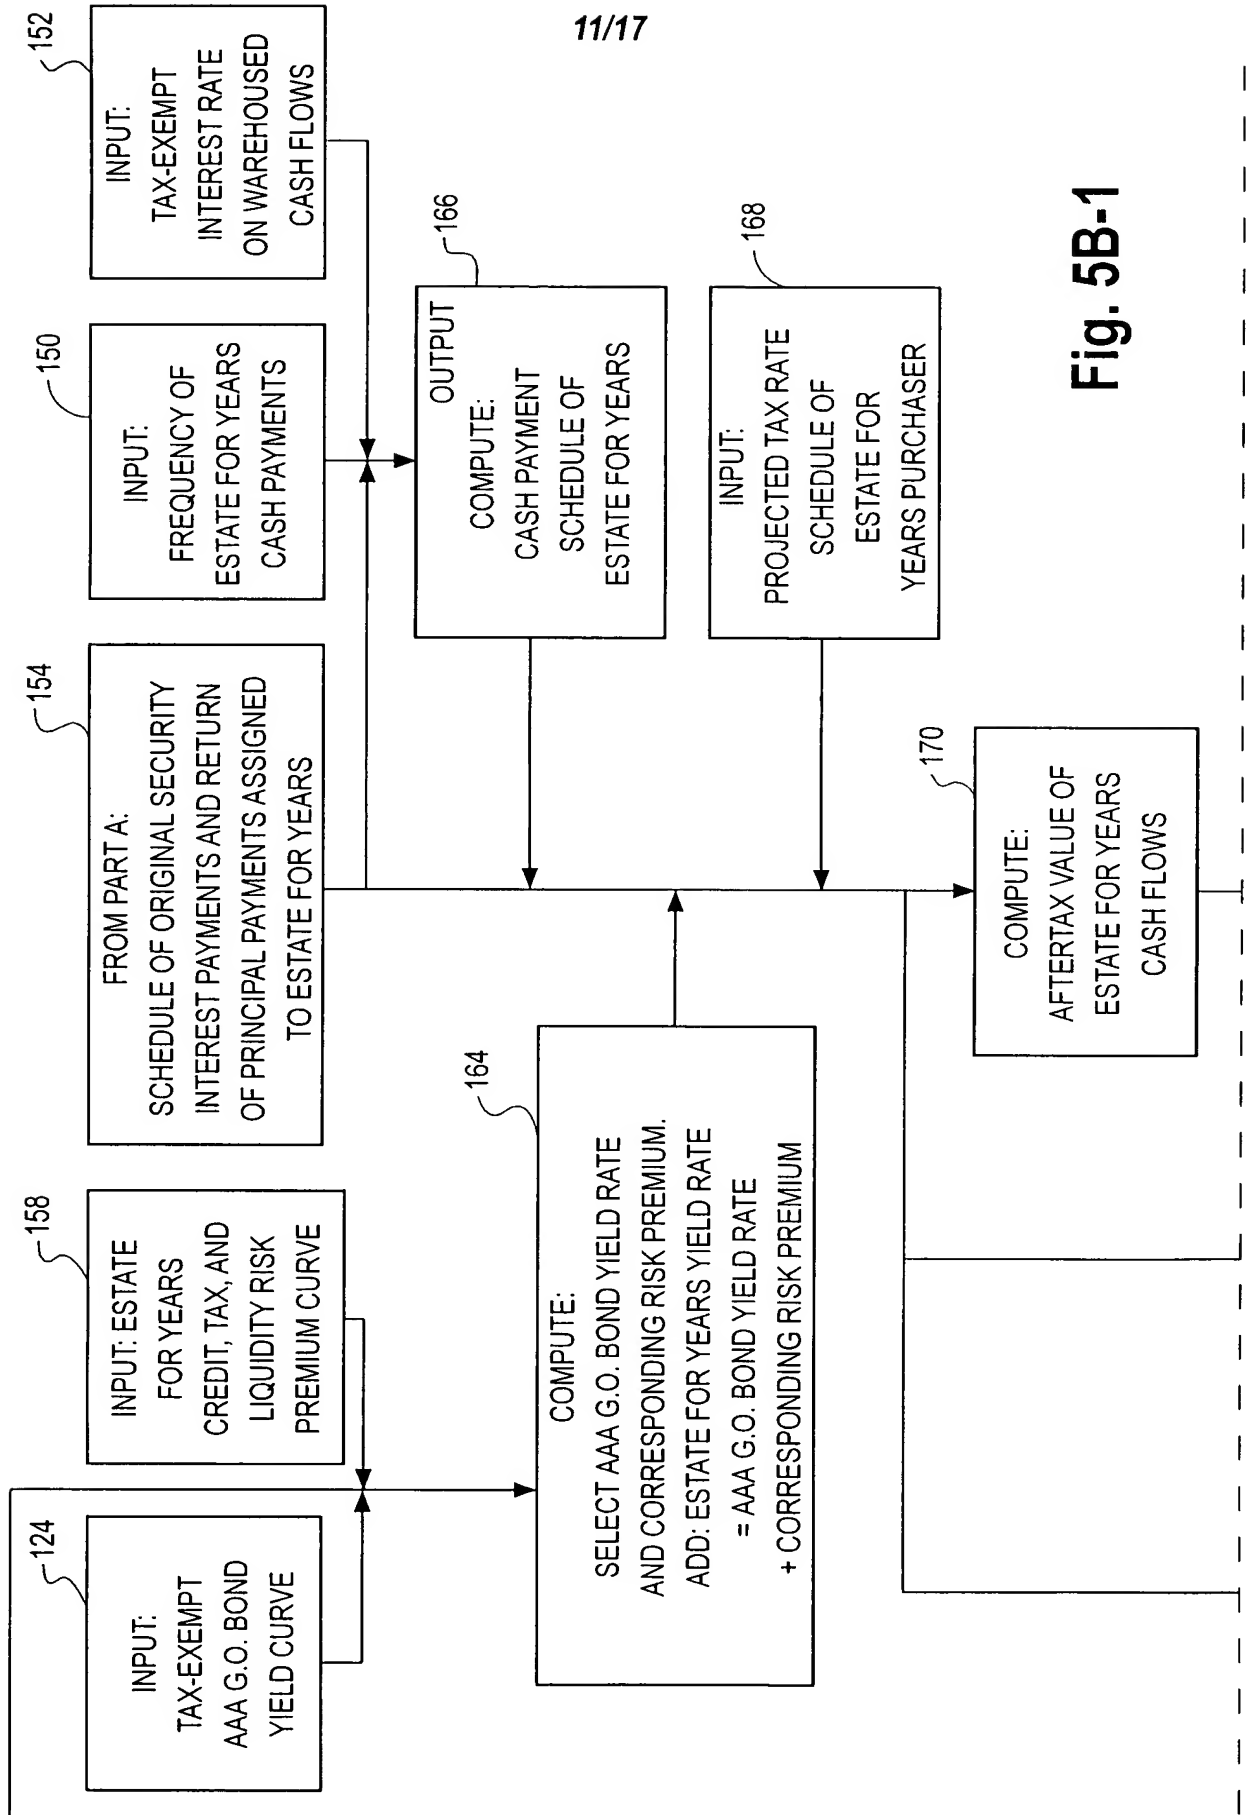 11/17
124
INPUT:
TAX-EXEMPT
AAA G.O. BOND
YIELD CURVE
158
INPUT: ESTATE
FOR YEARS
CREDIT, TAX, AND
LIQUIDITY RISK
PREMIUM CURVE
154
FROM PART A:
SCHEDULE OF ORIGINAL SECURITY
INTEREST PAYMENTS AND RETURN
OF PRINCIPAL PAYMENTS ASSIGNED
TO ESTATE FOR YEARS
150
INPUT:
FREQUENCY OF
ESTATE FOR YEARS
CASH PAYMENTS
152
INPUT:
TAX-EXEMPT
INTEREST RATE
ON WAREHOUSED
CASH FLOWS
164
COMPUTE:
SELECT AAA G.O. BOND YIELD RATE
AND CORRESPONDING RISK PREMIUM.
ADD: ESTATE FOR YEARS YIELD RATE
= AAA G.O. BOND YIELD RATE
+ CORRESPONDING RISK PREMIUM
166
OUTPUT
COMPUTE:
CASH PAYMENT
SCHEDULE OF
ESTATE FOR YEARS
168
INPUT:
PROJECTED TAX RATE
SCHEDULE OF
ESTATE FOR
YEARS PURCHASER
170
COMPUTE:
AFTERTAX VALUE OF
ESTATE FOR YEARS
CASH FLOWS
Fig. 5B-1